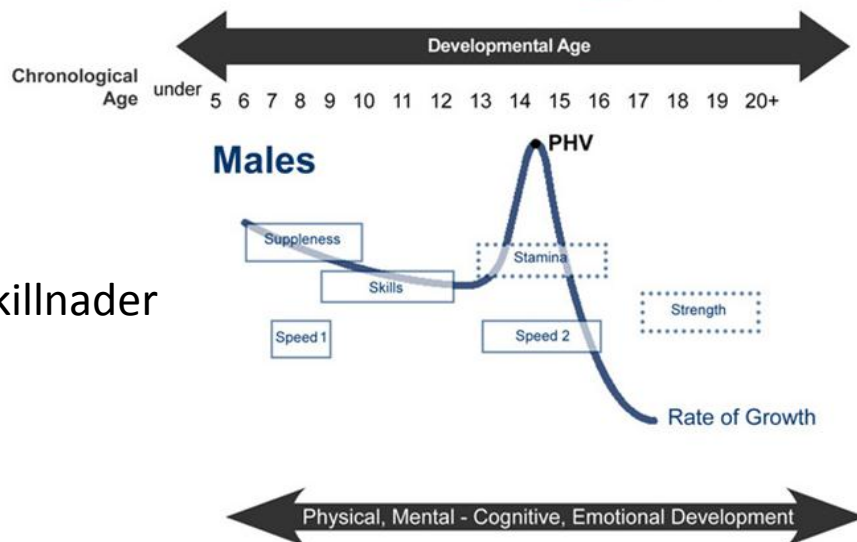 Developmental Age
Chronological
Age
under
5 6 7 8 9 10 11 12 13 14 15 16 17 18 19 20+
Males
PHV
Suppleness
Stamina
killnader
Skills
Strength
Speed 1
Speed 2
Rate of Growth
Physical, Mental - Cognitive, Emotional Development